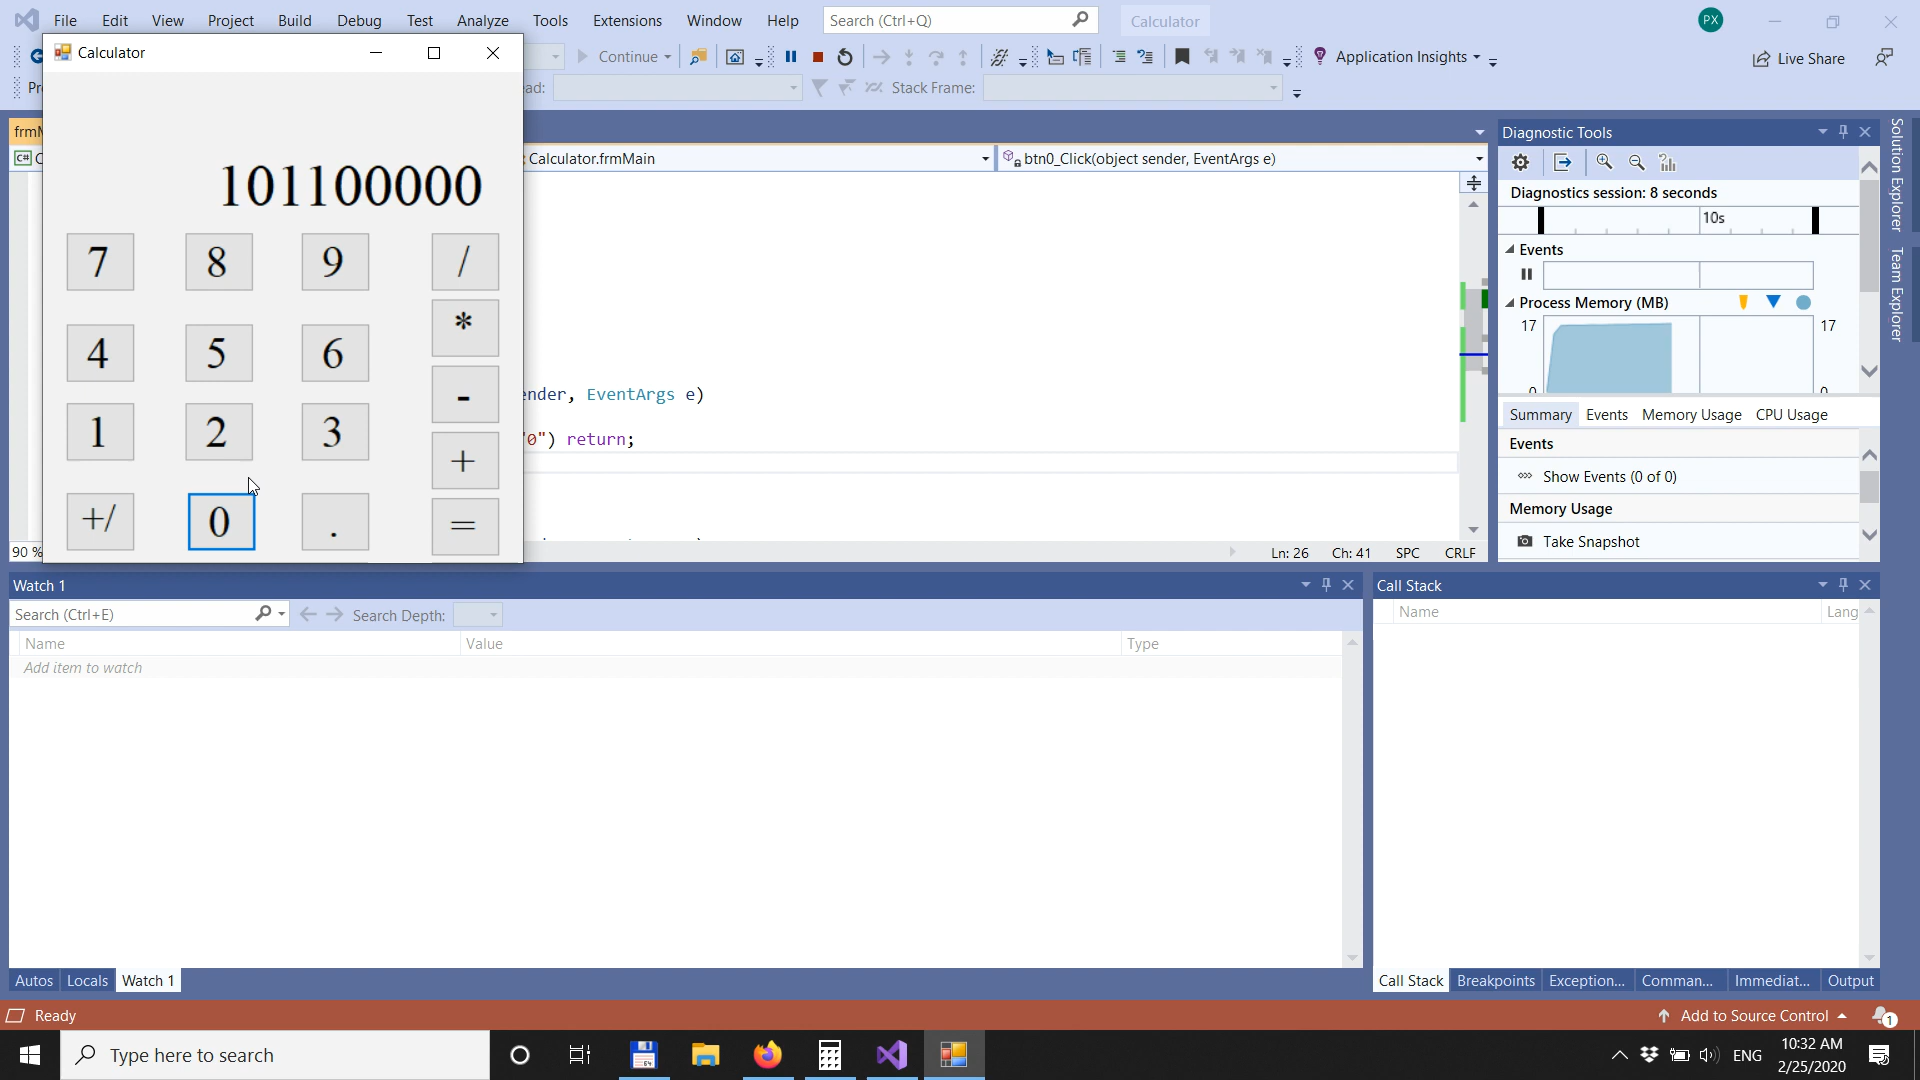 File Edit View Project Build Debug Test Analyze Tools Extensions Window Help Search (Ctrl+Q) Calculator PX
Calculator
Continue
Application Insights
Live Share
Pr
ad:
Stack Frame:
frmM
Calculator.frmMain
btn0_Click(object sender, EventArgs e)
101100000
7 8 9 /
*
4 5 6
-
1 2 3
+
+/ 0 . =
ender, EventArgs e)
"0") return;
90 %
Ln: 26 Ch: 41 SPC CRLF
Diagnostic Tools
Diagnostics session: 8 seconds
10s
Events
Process Memory (MB)
17 17
0 0
Summary Events Memory Usage CPU Usage
Events
Show Events (0 of 0)
Memory Usage
Take Snapshot
Solution Explorer
Team Explorer
Watch 1
Search (Ctrl+E) Search Depth:
Name Value Type
Add item to watch
Autos Locals Watch 1
Call Stack
Name Lang
Call Stack Breakpoints Exception... Comman... Immediat... Output
Ready
Add to Source Control
1
Type here to search
64
ENG
10:32 AM
2/25/2020